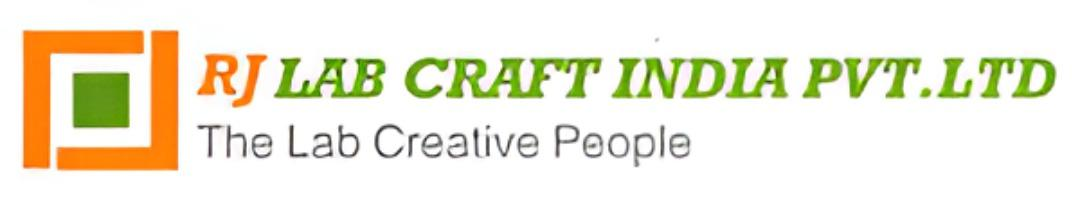 RJ LAB CRAFT INDIA PVT.LTD
The Lab Creative People